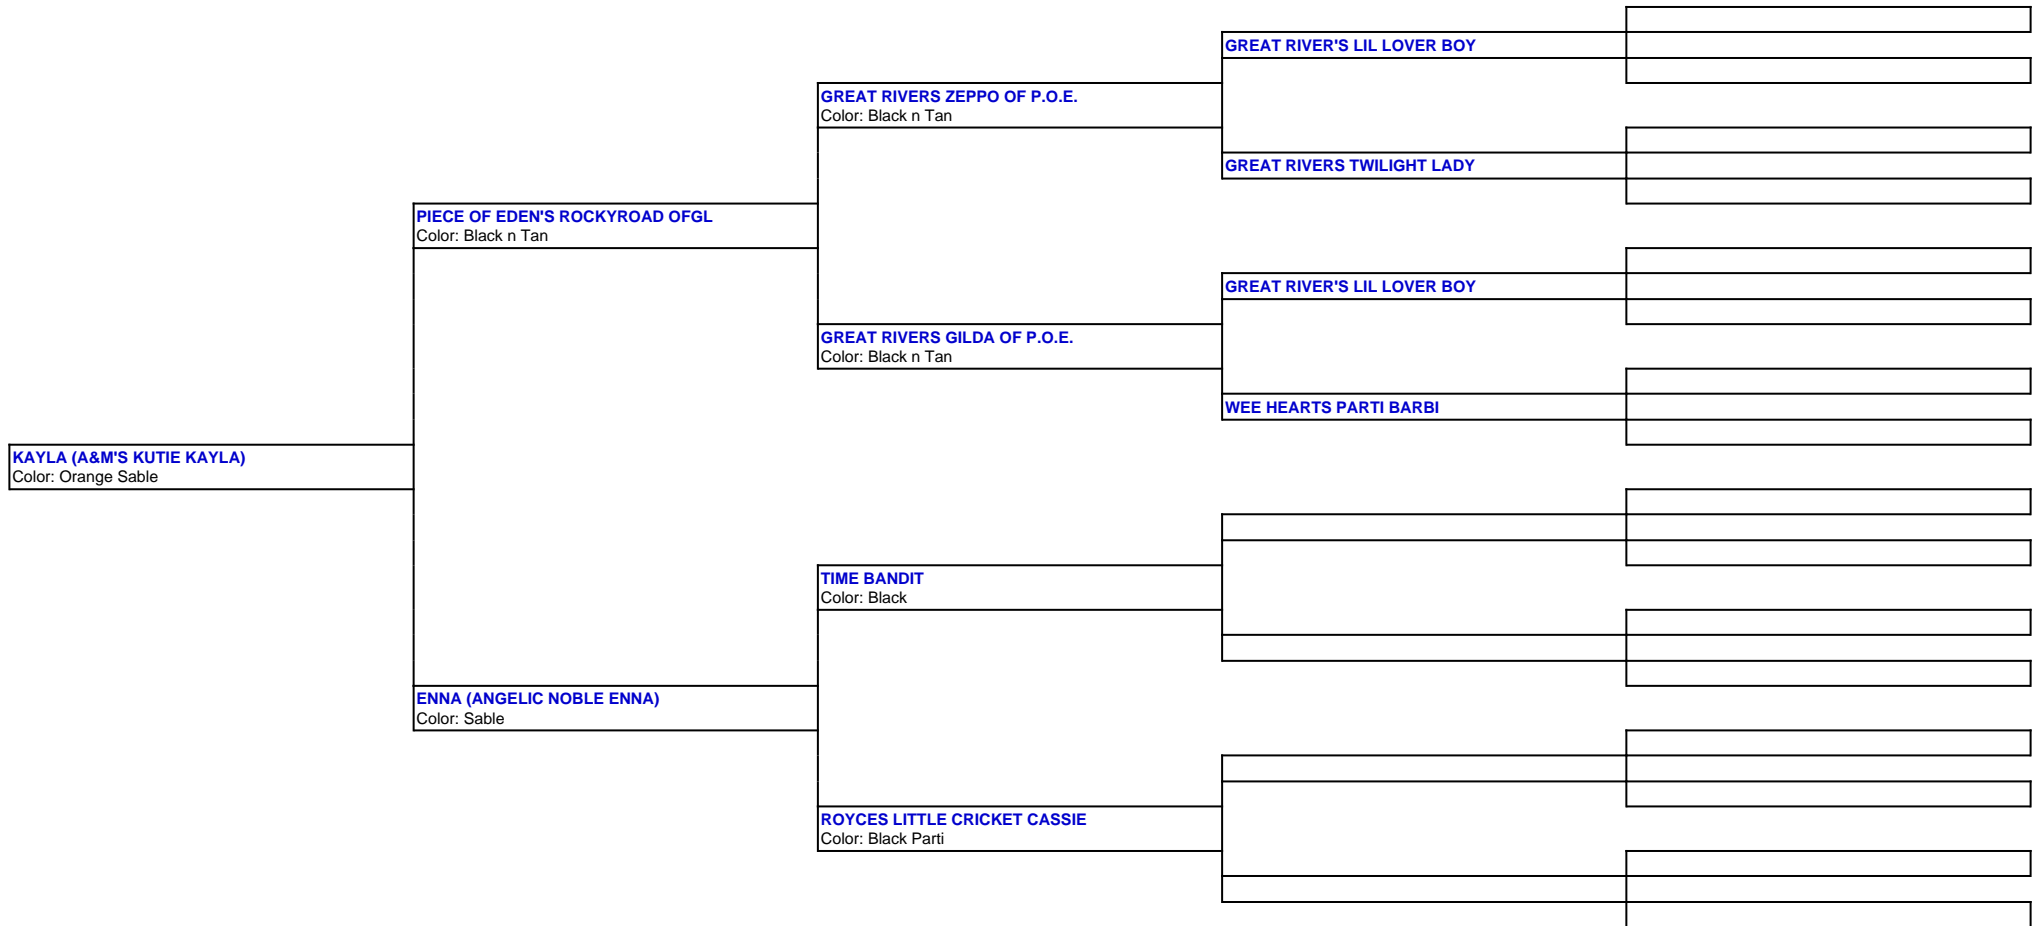 GREAT RIVER'S LIL LOVER BOY
GREAT RIVERS ZEPPO OF P.O.E.
Color: Black n Tan
GREAT RIVERS TWILIGHT LADY
PIECE OF EDEN'S ROCKYROAD OFGL
Color: Black n Tan
GREAT RIVER'S LIL LOVER BOY
GREAT RIVERS GILDA OF P.O.E.
Color: Black n Tan
WEE HEARTS PARTI BARBI
KAYLA (A&M'S KUTIE KAYLA)
Color: Orange Sable
TIME BANDIT
Color: Black
ENNA (ANGELIC NOBLE ENNA)
Color: Sable
ROYCES LITTLE CRICKET CASSIE
Color: Black Parti